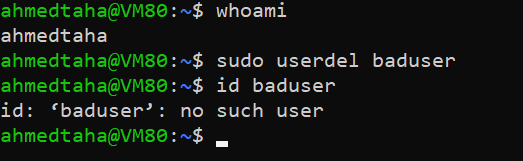 ahmedtaha@VM80:~$ whoami
ahmedtaha
ahmedtaha@VM80:~$ sudo userdel baduser
ahmedtaha@VM80:~$ id baduser
id: ‘baduser’: no such user
ahmedtaha@VM80:~$